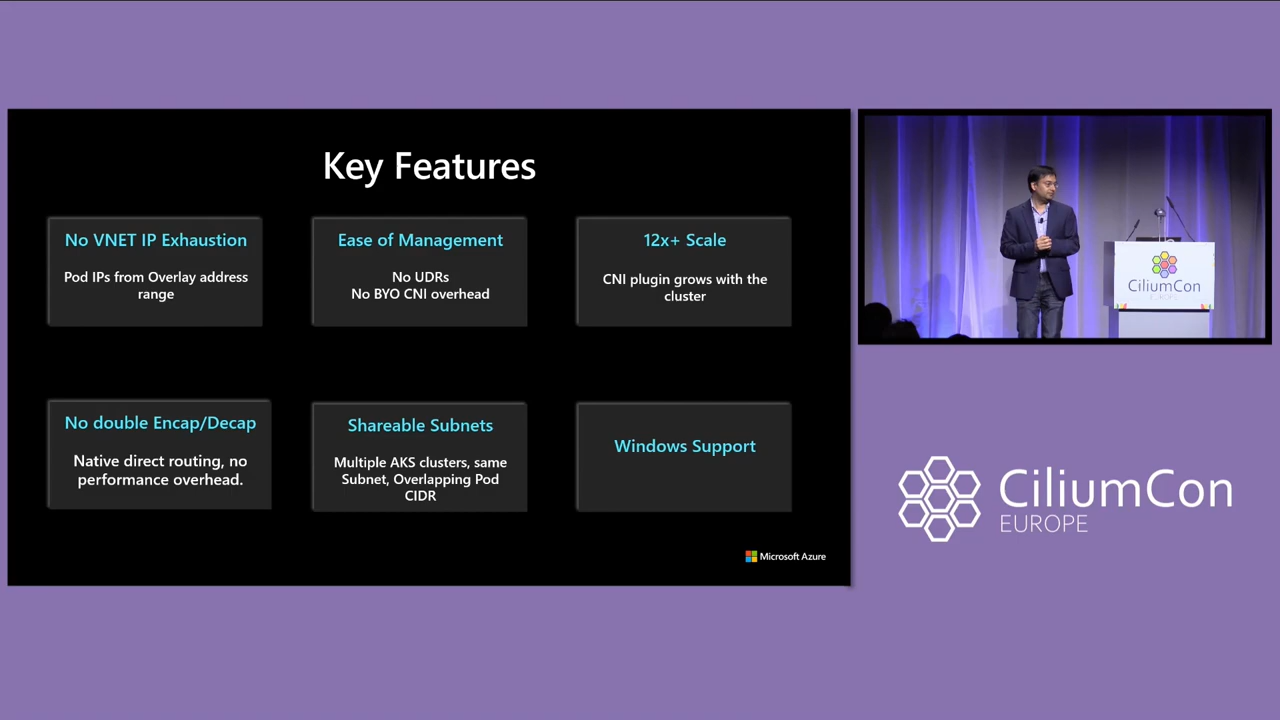 Key Features
No VNET IP Exhaustion
Pod IPs from Overlay address
range
Ease of Management
No UDRs
No BYO CNI overhead
12x+ Scale
CNI plugin grows with the
cluster
No double Encap/Decap
Native direct routing, no
performance overhead.
Shareable Subnets
Multiple AKS clusters, same
Subnet, Overlapping Pod
CIDR
Windows Support
Microsoft Azure
CiliumCon
EUROPE
CiliumCon
EUROPE